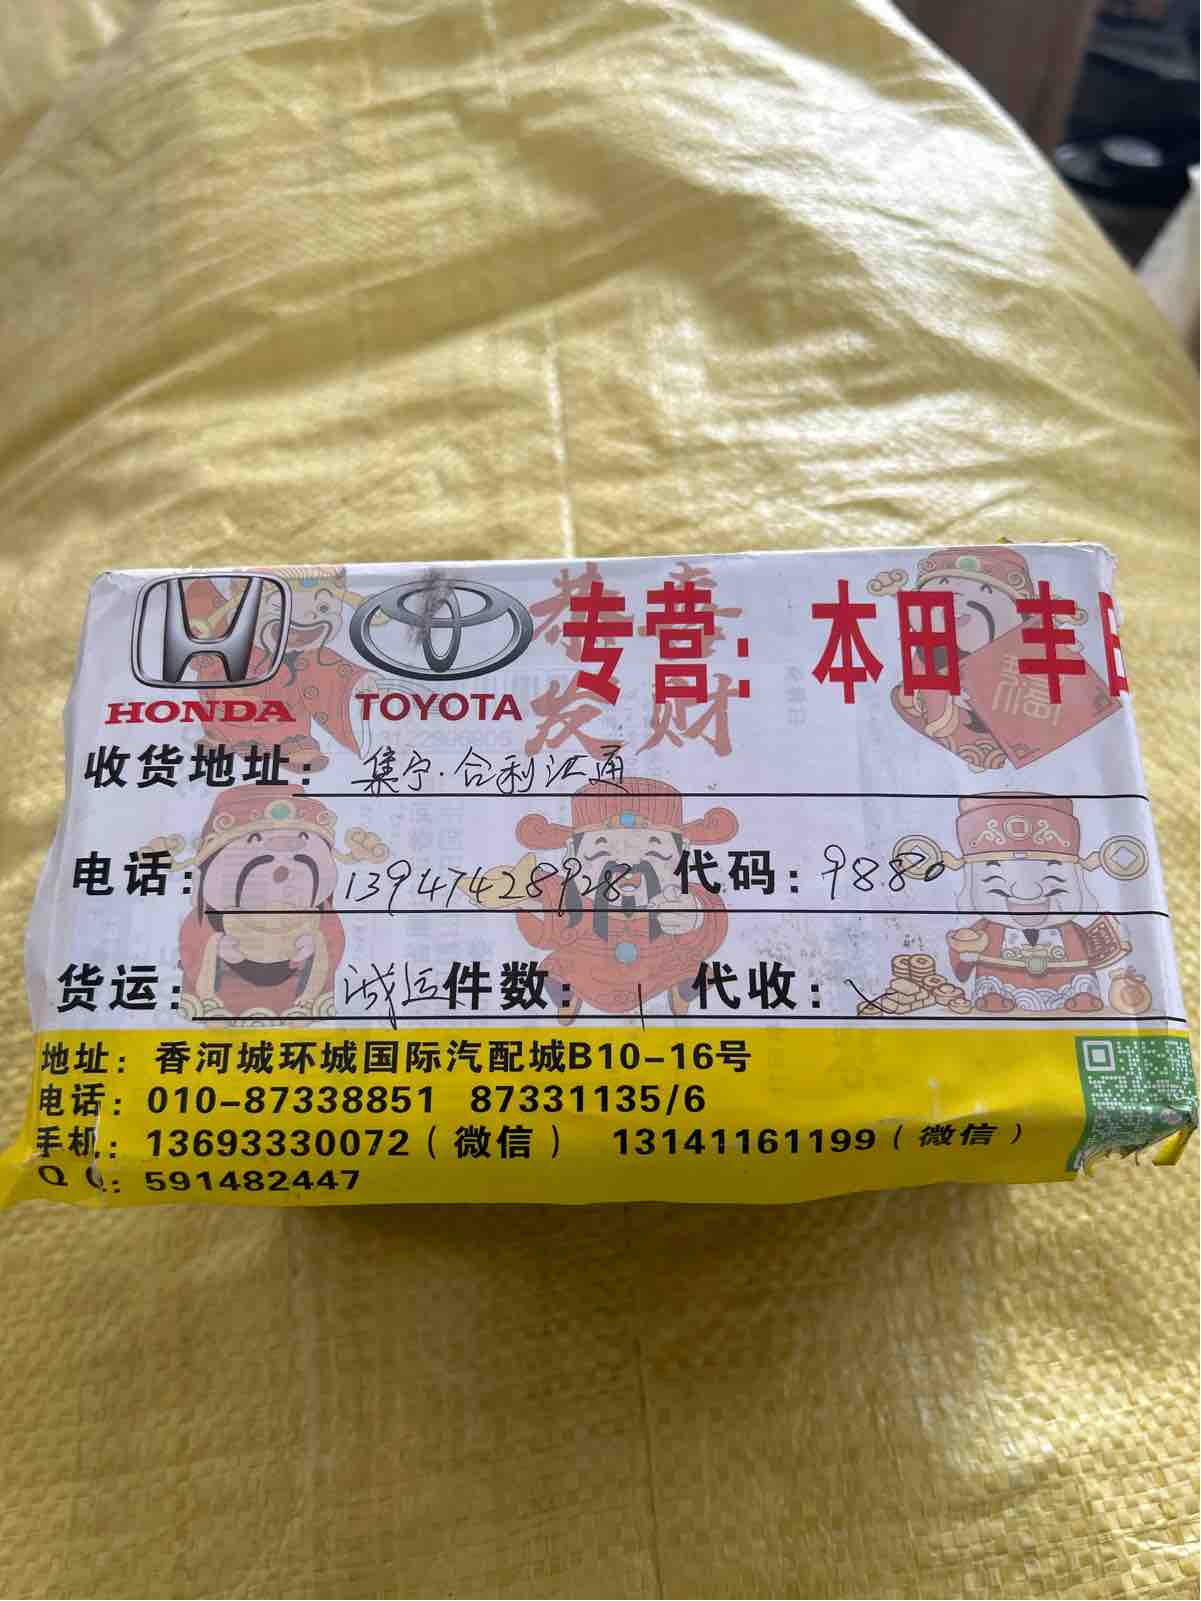 恭喜
发财
专营：本田 丰田
HONDA TOYOTA
收货地址：集宁·合利汇通
电话：13947428928 代码：9880
货运：诚运 件数：1 代收：X
地址：香河城环城国际汽配城B10-16号
电话：010-87338851 87331135/6
手机：13693330072（微信） 13141161199（微信）
QQ：591482447